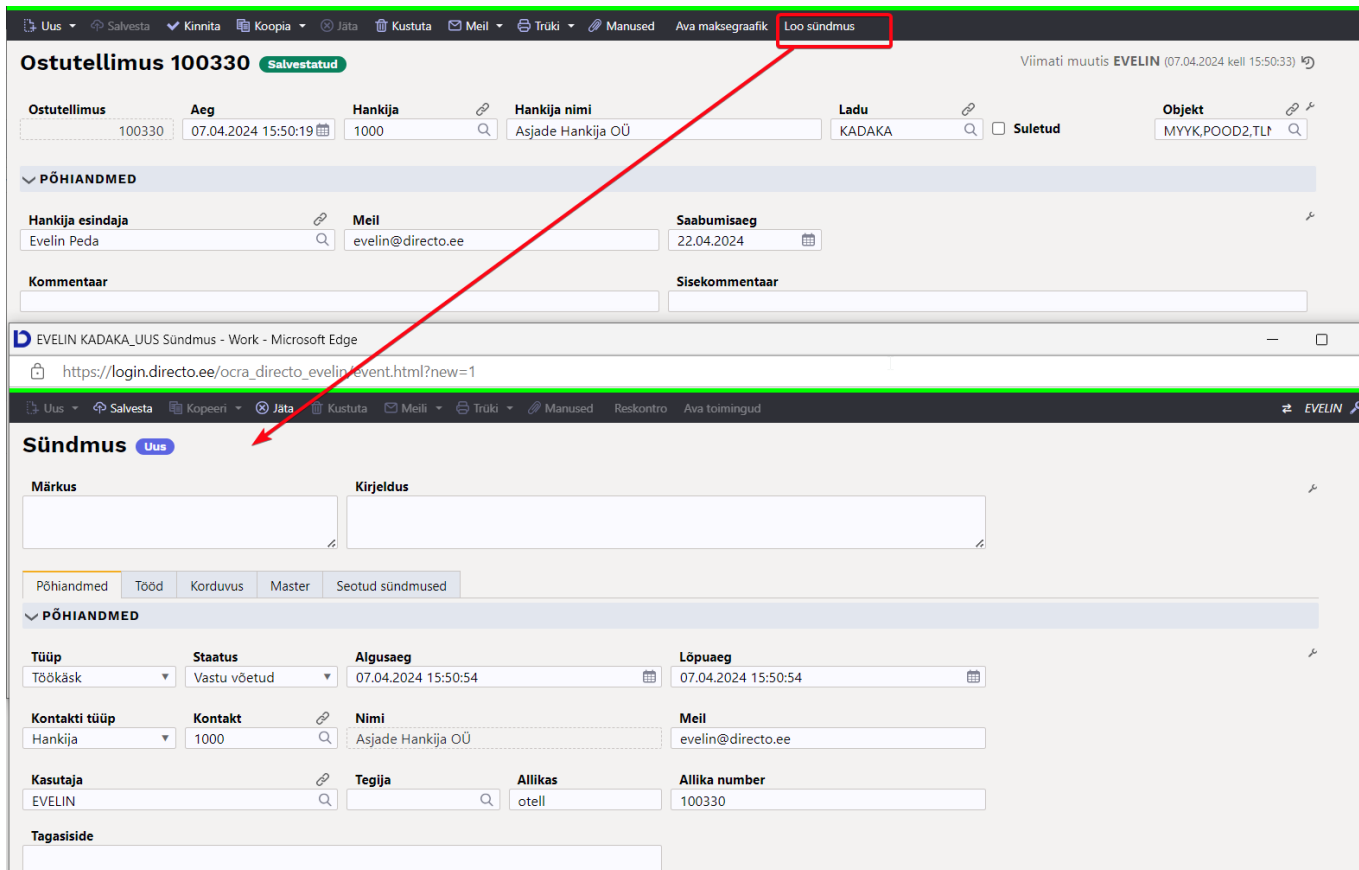 Uus Salvesta Kinnita Koopia Jäta Kustuta Meil Trüki Manused Ava maksegraafik Loo sündmus
Ostutellimus 100330 Salvestatud
Viimati muutis EVELIN (07.04.2024 kell 15:50:33)
Ostutellimus Aeg Hankija Hankija nimi Ladu Objekt
100330 07.04.2024 15:50:19 1000 Asjade Hankija OÜ KADAKA Suletud MYYK,POOD2,TLN
PÕHIANDMED
Hankija esindaja Meil Saabumisaeg
Evelin Peda evelin@directo.ee 22.04.2024
Kommentaar Sisekommentaar
EVELIN KADAKA_UUS Sündmus - Work - Microsoft Edge
https://login.directo.ee/ocra_directo_evelin/event.html?new=1
Uus Salvesta Kopeeri Jäta Kustuta Meili Trüki Manused Reskontro Ava toimingud EVELIN
Sündmus Uus
Märkus Kirjeldus
Põhiandmed Tööd Korduvus Master Seotud sündmused
PÕHIANDMED
Tüüp Staatus Algusaeg Lõpuaeg
Töökäsk Vastu võetud 07.04.2024 15:50:54 07.04.2024 15:50:54
Kontakti tüüp Kontakt Nimi Meil
Hankija 1000 Asjade Hankija OÜ evelin@directo.ee
Kasutaja Tegija Allikas Allika number
EVELIN otell 100330
Tagasiside